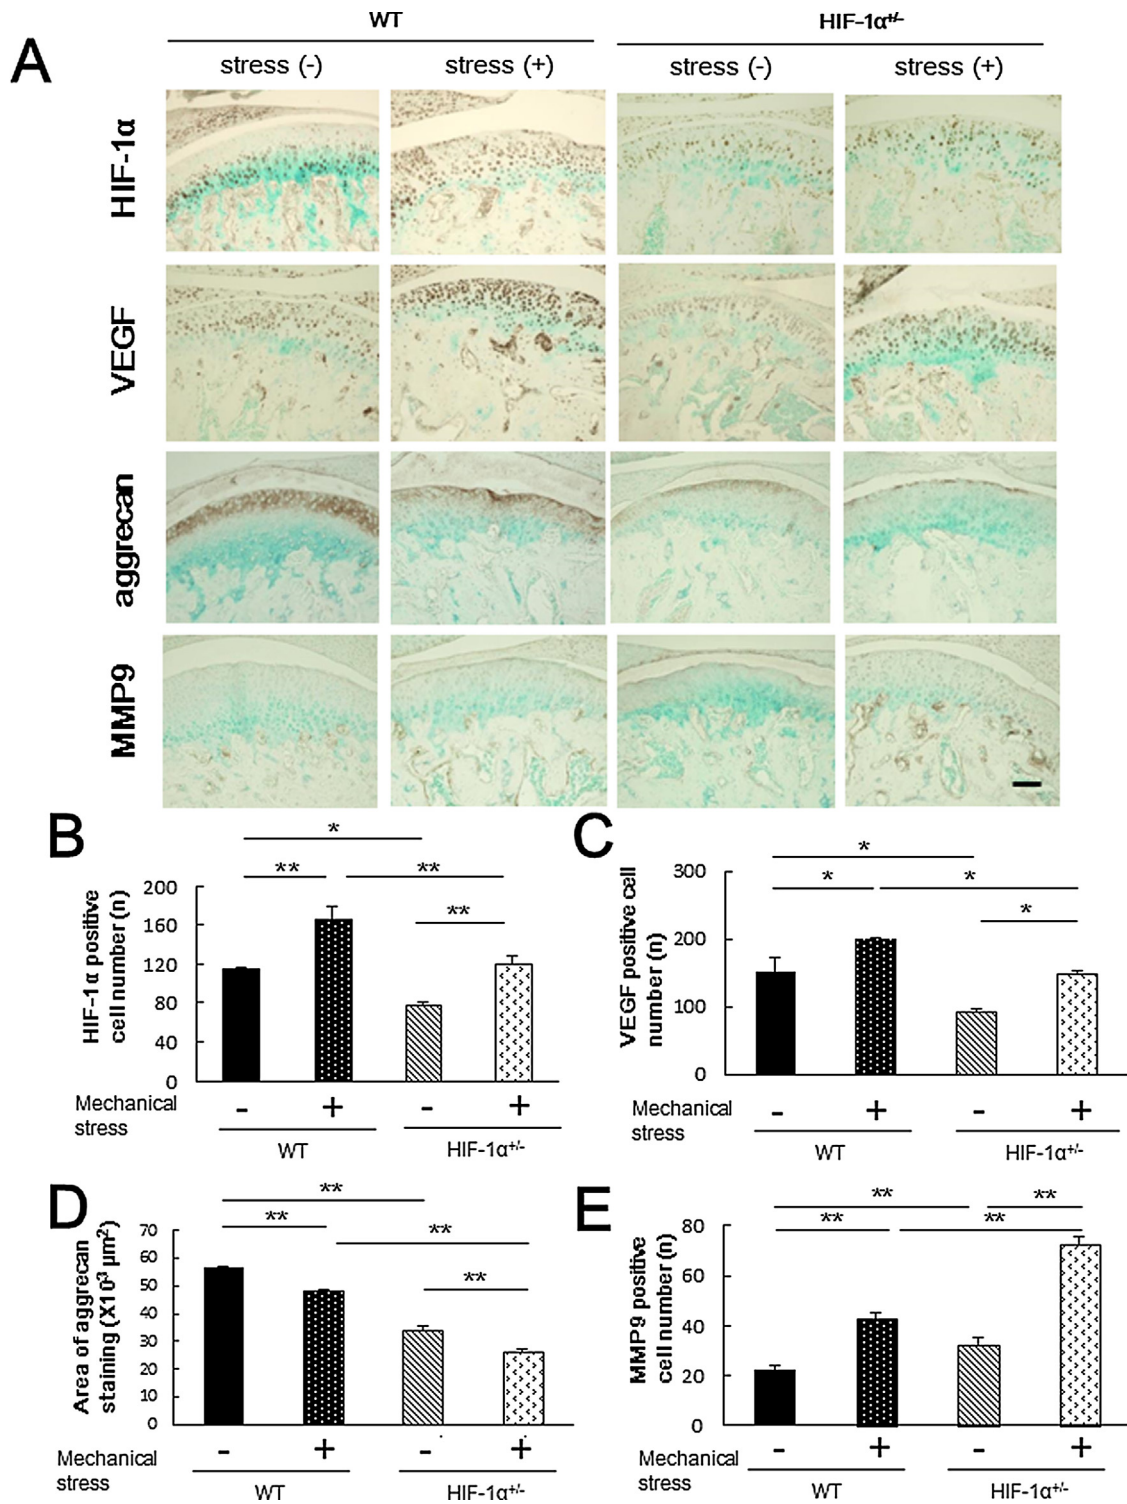 WT
HIF-1α+/-
A
stress (-)
stress (+)
stress (-)
stress (+)
HIF-1α
VEGF
aggrecan
MMP9
B
*
**
**
**
HIF-1α positive
cell number (n)
200
160
120
80
40
0
Mechanical
stress
-
+
-
+
WT
HIF-1α+/-
C
*
*
*
*
VEGF positive cell
number (n)
300
200
100
0
Mechanical
stress
-
+
-
+
WT
HIF-1α+/-
D
**
**
**
**
Area of aggrecan
staining (X10³ µm²)
70
60
50
40
30
20
10
0
Mechanical
stress
-
+
-
+
WT
HIF-1α+/-
E
**
**
**
**
MMP9 positive
cell number (n)
80
60
40
20
0
Mechanical
stress
-
+
-
+
WT
HIF-1α+/-